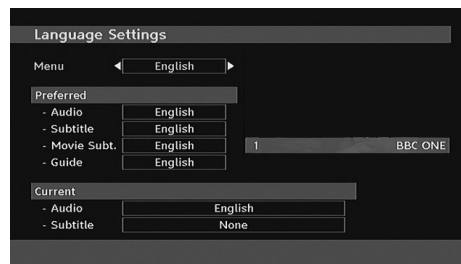 Language Settings
Menu English
Preferred
- Audio English
- Subtitle English
- Movie Subt. English
- Guide English
1 BBC ONE
Current
- Audio English
- Subtitle None